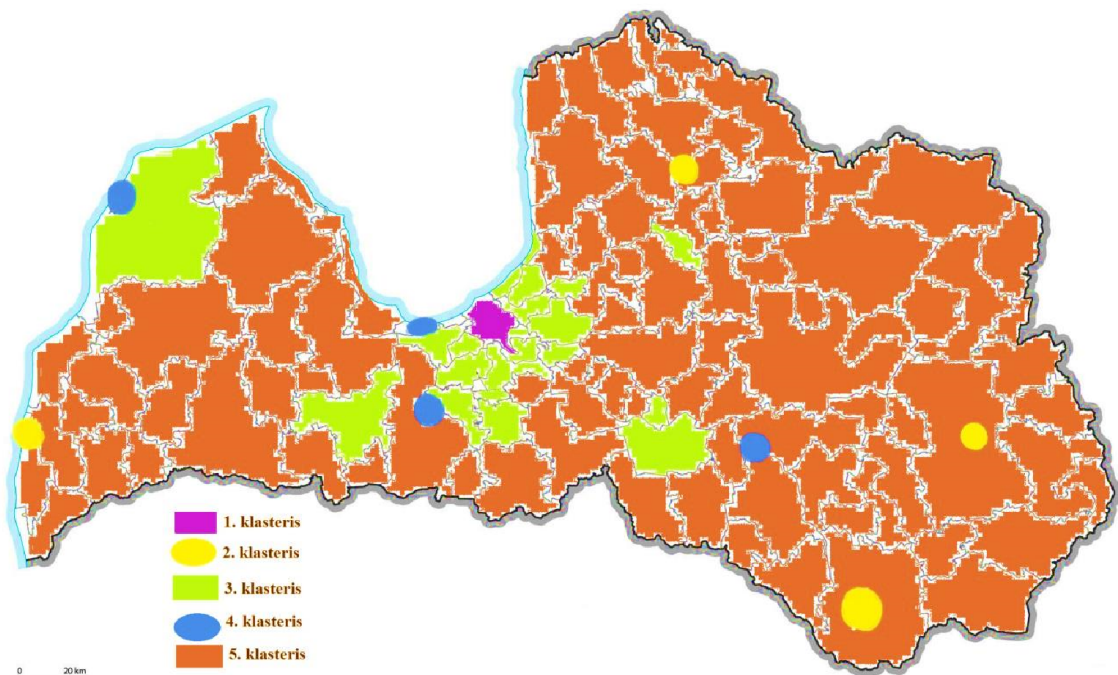 1. klasteris
2. klasteris
3. klasteris
4. klasteris
5. klasteris
0 20 km